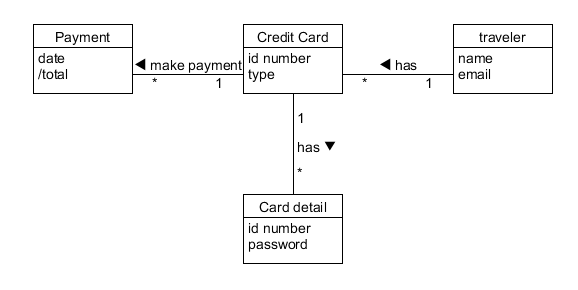 Payment
date
/total
◀ make payment
*
1
Credit Card
id number
type
◀ has
*
1
traveler
name
email
1
has ▼
*
Card detail
id number
password